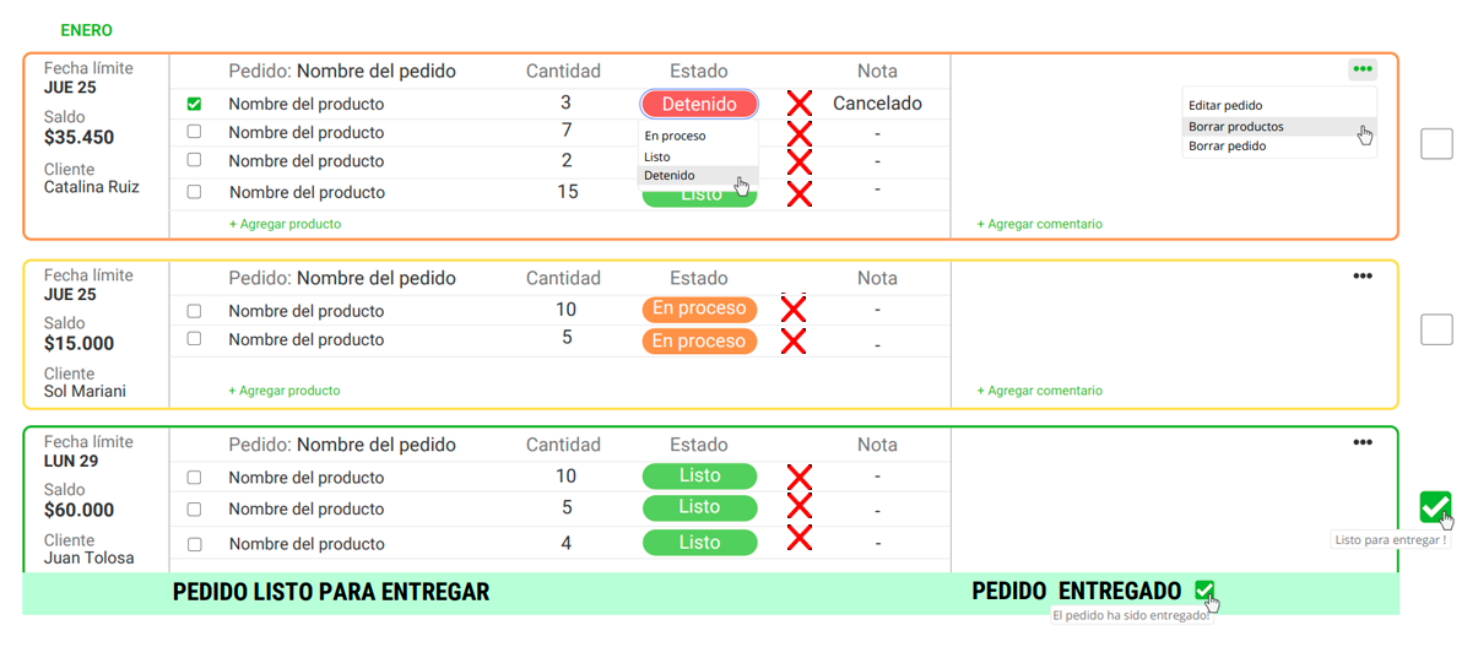 ENERO
Fecha límite
JUE 25
Saldo
$35.450
Cliente
Catalina Ruiz
Pedido: Nombre del pedido Cantidad Estado Nota
Nombre del producto 3 Detenido Cancelado
Nombre del producto 7 -
Nombre del producto 2 -
Nombre del producto 15 Listo -
En proceso
Listo
Detenido
+ Agregar producto
+ Agregar comentario
•••
Editar pedido
Borrar productos
Borrar pedido
Fecha límite
JUE 25
Saldo
$15.000
Cliente
Sol Mariani
Pedido: Nombre del pedido Cantidad Estado Nota
Nombre del producto 10 En proceso -
Nombre del producto 5 En proceso -
+ Agregar producto
+ Agregar comentario
•••
Fecha límite
LUN 29
Saldo
$60.000
Cliente
Juan Tolosa
Pedido: Nombre del pedido Cantidad Estado Nota
Nombre del producto 10 Listo -
Nombre del producto 5 Listo -
Nombre del producto 4 Listo -
•••
Listo para entregar !
PEDIDO LISTO PARA ENTREGAR
PEDIDO ENTREGADO
El pedido ha sido entregado!